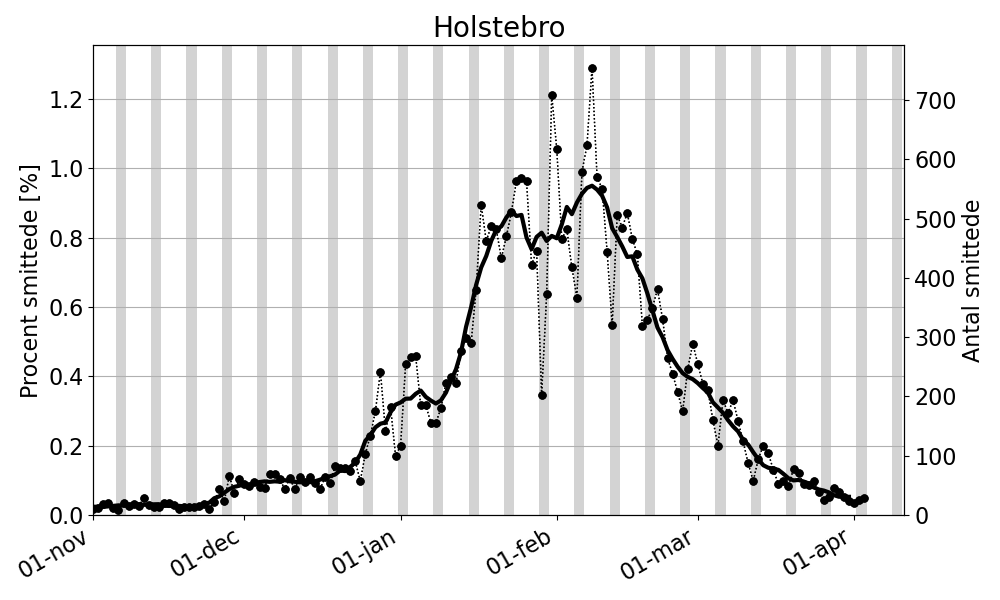 Holstebro
Procent smittede [%]
1.2
1.0
0.8
0.6
0.4
0.2
0.0
700
600
500
400
300
200
100
0
Antal smittede
01-nov
01-dec
01-jan
01-feb
01-mar
01-apr